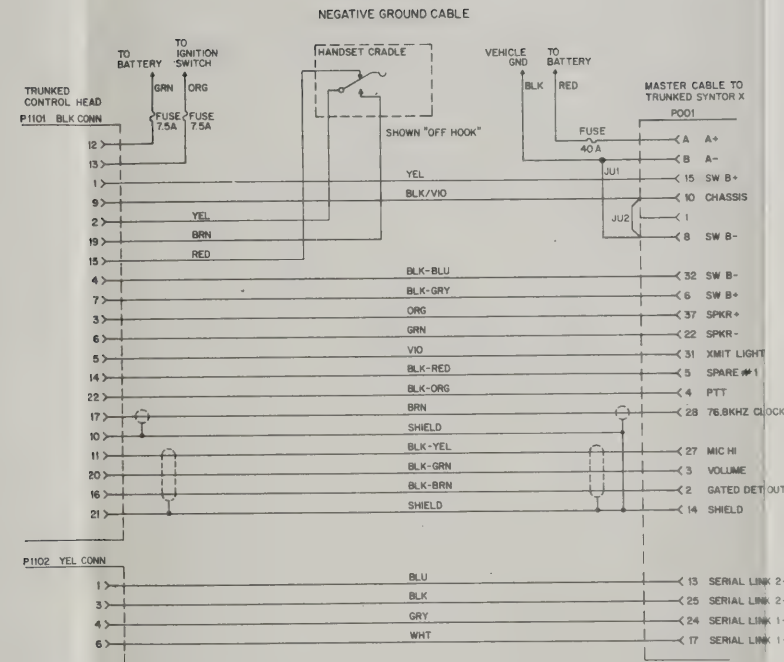 NEGATIVE GROUND CABLE
TO BATTERY
TO IGNITION SWITCH
HANDSET CRADLE
VEHICLE GND
TO BATTERY
GRN
ORG
BLK
RED
TRUNKED CONTROL HEAD
MASTER CABLE TO TRUNKED SYNTOR X
P1101 BLK CONN
P001
FUSE 7.5A
FUSE 7.5A
SHOWN "OFF HOOK"
FUSE 40A
12
A A+
13
B A-
JU1
1 YEL 15 SW B+
9 BLK/VIO 10 CHASSIS
2 YEL JU2 1
19 BRN 8 SW B-
15 RED
4 BLK-BLU 32 SW B-
7 BLK-GRY 6 SW B+
3 ORG 37 SPKR+
6 GRN 22 SPKR-
5 VIO 31 XMIT LIGHT
14 BLK-RED 5 SPARE #1
22 BLK-ORG 4 PTT
17 BRN 28 76.8KHZ CLOCK
10 SHIELD
11 BLK-YEL 27 MIC HI
20 BLK-GRN 3 VOLUME
16 BLK-BRN 2 GATED DET OUT
21 SHIELD 14 SHIELD
P1102 YEL CONN
1 BLU 13 SERIAL LINK 2
3 BLK 25 SERIAL LINK 2-
4 GRY 24 SERIAL LINK 1
6 WHT 17 SERIAL LINK 1